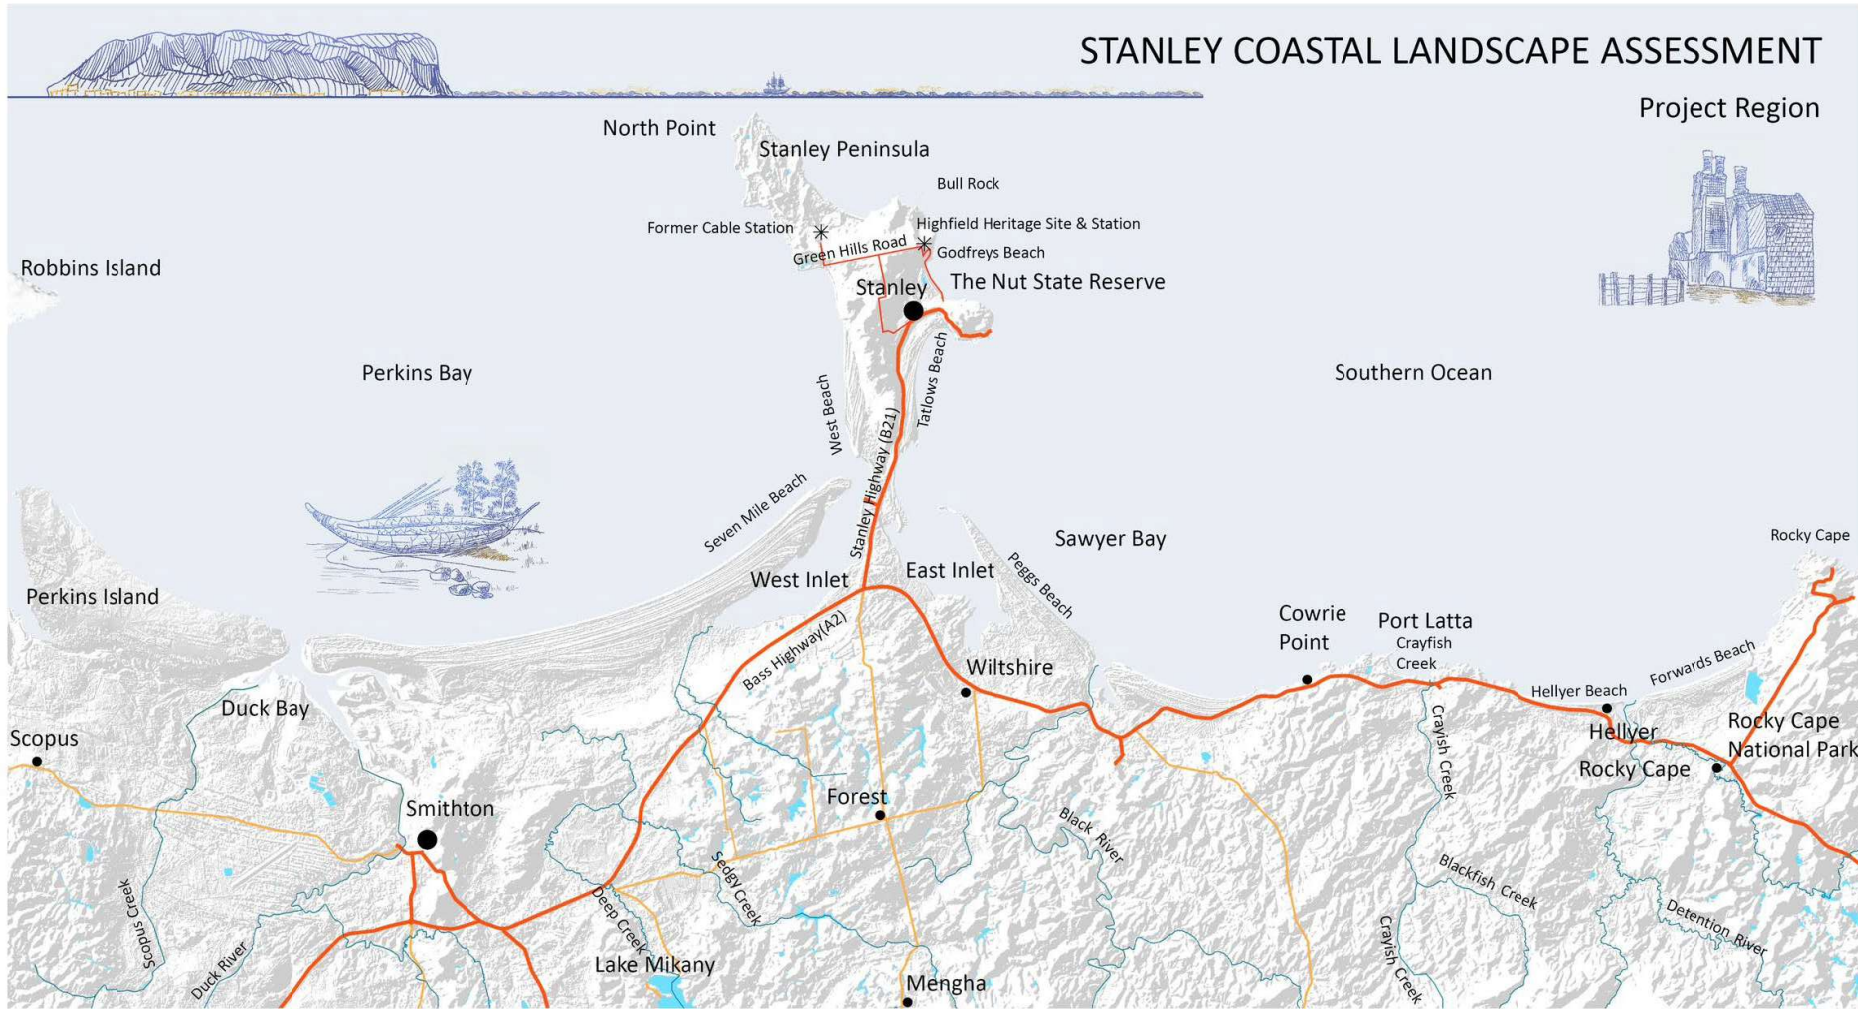 STANLEY COASTAL LANDSCAPE ASSESSMENT
Project Region
North Point
Stanley Peninsula
Bull Rock
Former Cable Station
Highfield Heritage Site & Station
Green Hills Road
Godfreys Beach
Robbins Island
The Nut State Reserve
Stanley
Perkins Bay
Southern Ocean
West Beach
Tatlows Beach
Stanley Highway (B21)
Seven Mile Beach
Sawyer Bay
Rocky Cape
West Inlet
East Inlet
Peggs Beach
Perkins Island
Cowrie
Point
Port Latta
Crayfish
Creek
Bass Highway(A2)
Wiltshire
Forwards Beach
Hellyer Beach
Duck Bay
Scopus
Hellyer
Rocky Cape
National Park
Rocky Cape
Crayish Creek
Smithton
Forest
Black River
Scopus Creek
Sedgy Creek
Deep Creek
Blackfish Creek
Detention River
Duck River
Crayish Creek
Lake Mikany
Mengha